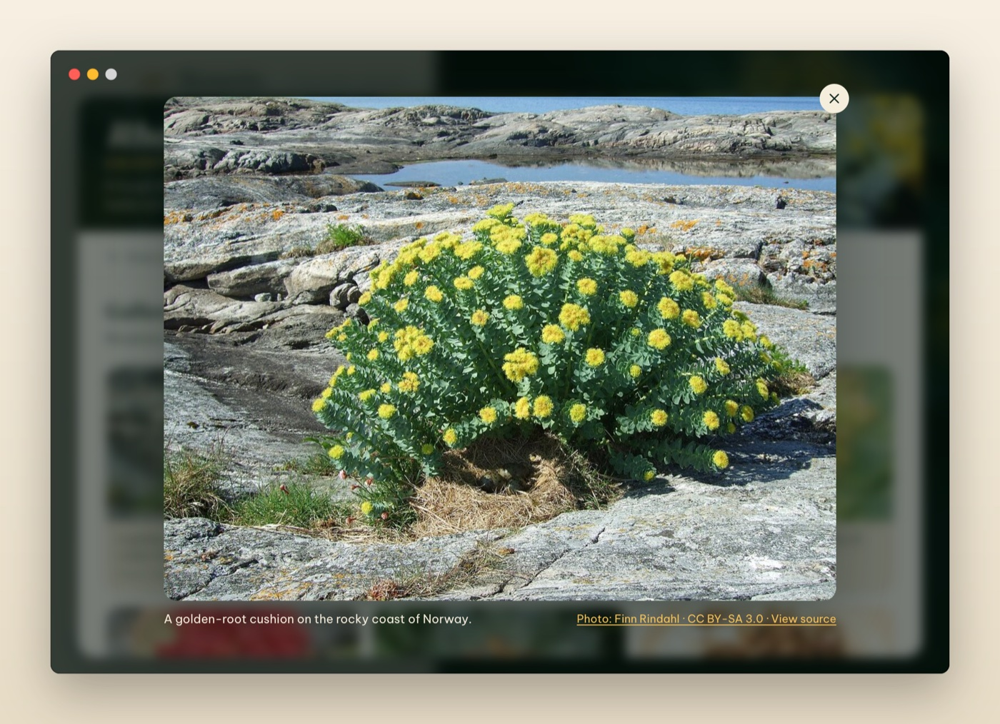 A golden-root cushion on the rocky coast of Norway.
Photo: Finn Rindahl · CC BY-SA 3.0 · View source